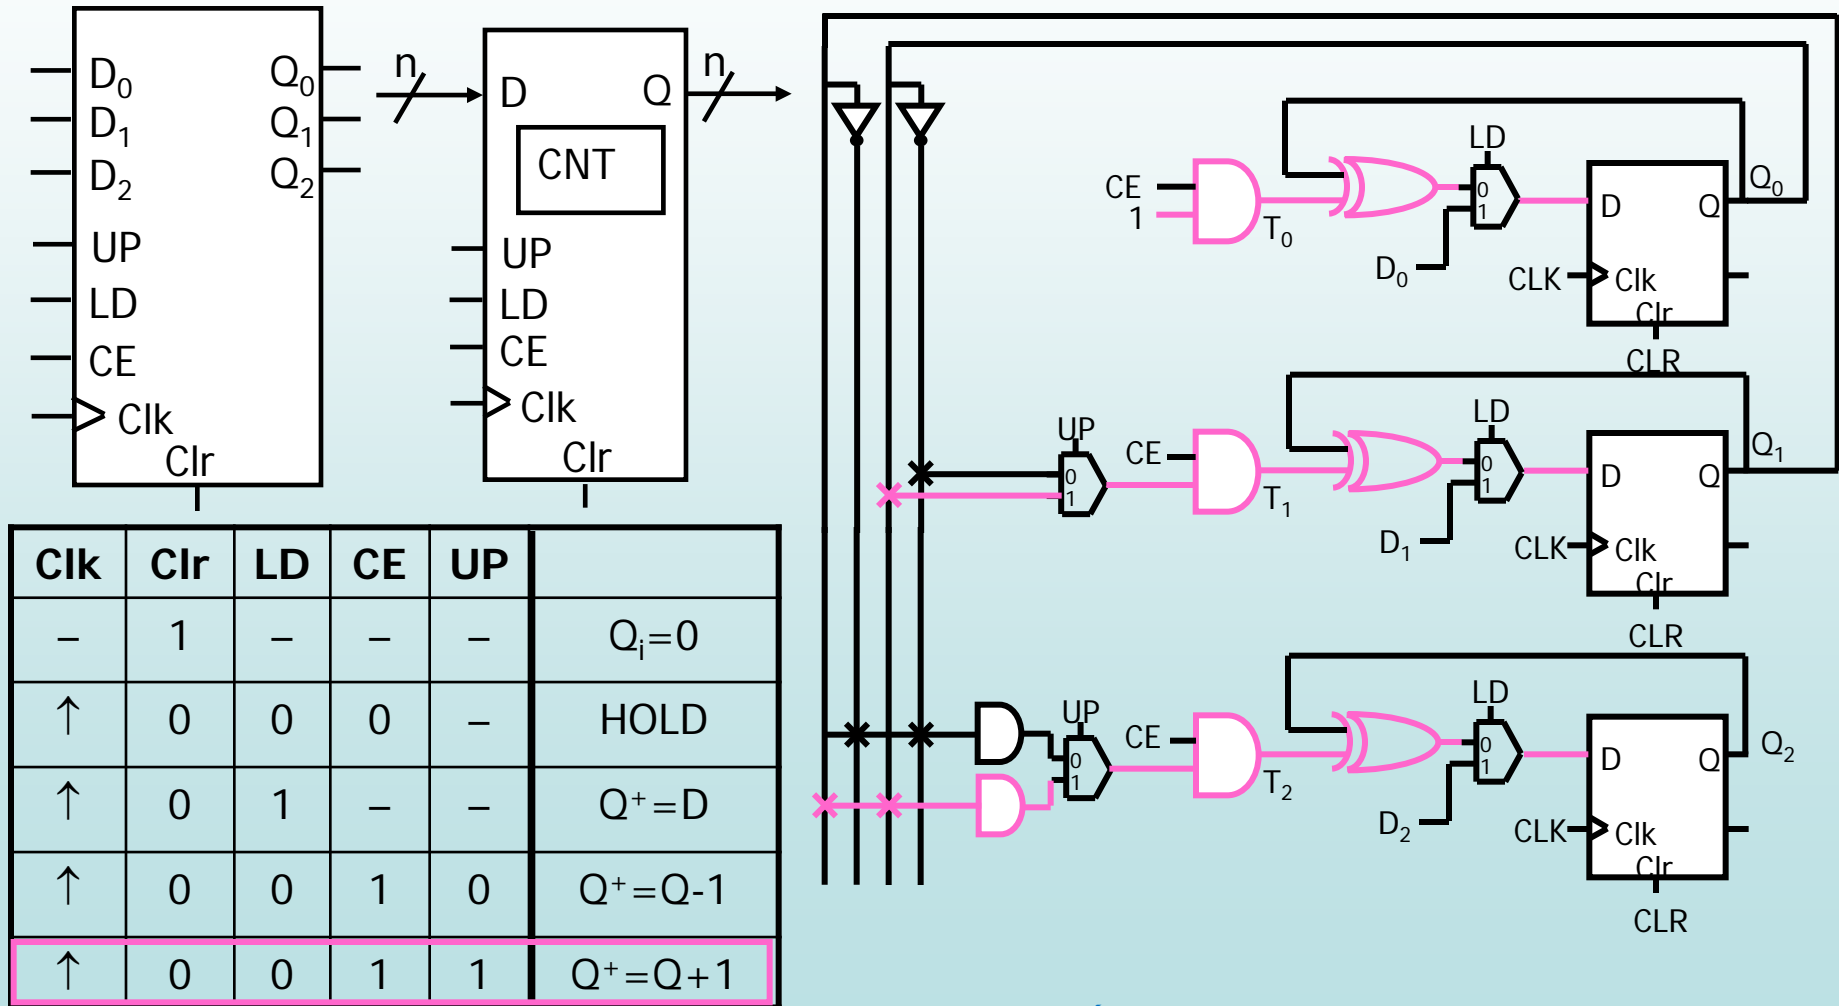 D₀
D₁
D₂
UP
LD
CE
Clk
Clr
Q₀
Q₁
Q₂
n
D
Q
n
CNT
UP
LD
CE
Clk
Clr
Clk Clr LD CE UP
– 1 – – – Qᵢ=0
↑ 0 0 0 – HOLD
↑ 0 1 – – Q⁺=D
↑ 0 0 1 0 Q⁺=Q-1
↑ 0 0 1 1 Q⁺=Q+1
CE
1
T₀
LD
0
1
D₀
D Q
Q₀
CLK
Clk
Clr
CLR
UP
0
1
CE
T₁
LD
0
1
D₁
D Q
Q₁
CLK
Clk
Clr
CLR
UP
0
1
CE
T₂
LD
0
1
D₂
D Q
Q₂
CLK
Clk
Clr
CLR